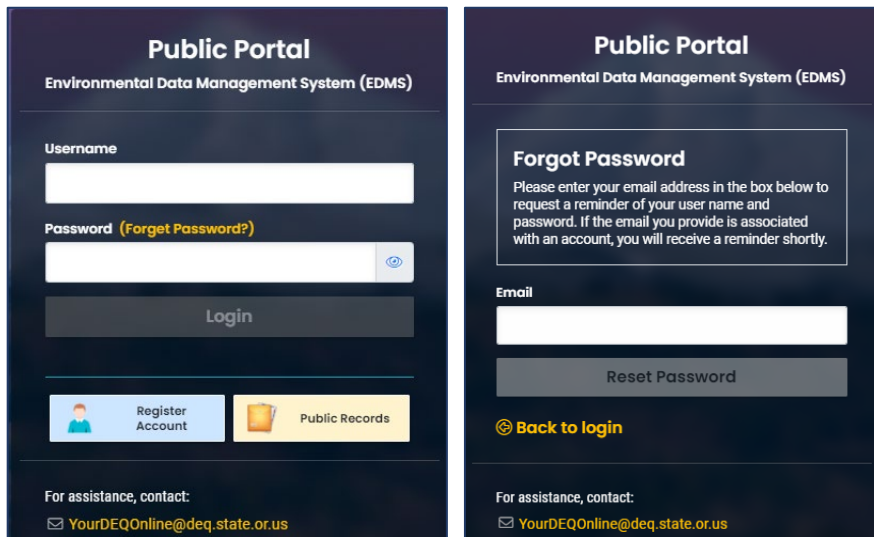 Public Portal
Environmental Data Management System (EDMS)
Username
Password (Forget Password?)
Login
Register
Account
Public Records
For assistance, contact:
YourDEQOnline@deq.state.or.us
Public Portal
Environmental Data Management System (EDMS)
Forgot Password
Please enter your email address in the box below to
request a reminder of your user name and
password. If the email you provide is associated
with an account, you will receive a reminder shortly.
Email
Reset Password
Back to login
For assistance, contact:
YourDEQOnline@deq.state.or.us